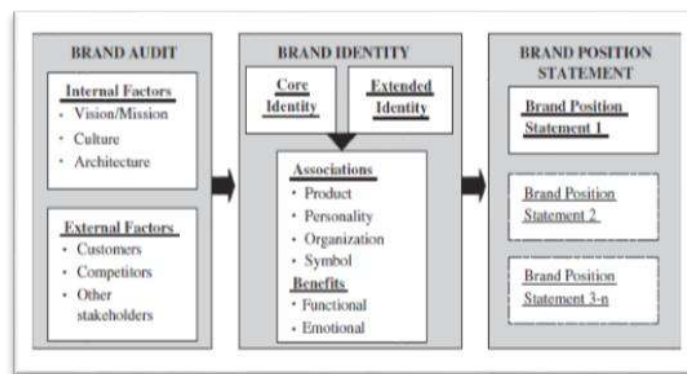 BRAND AUDIT
Internal Factors
• Vision/Mission
• Culture
• Architecture
External Factors
• Customers
• Competitors
• Other
stakeholders
BRAND IDENTITY
Core
Identity
Extended
Identity
Associations
• Product
• Personality
• Organization
• Symbol
Benefits
• Functional
• Emotional
BRAND POSITION
STATEMENT
Brand Position
Statement 1
Brand Position
Statement 2
Brand Position
Statement 3-n